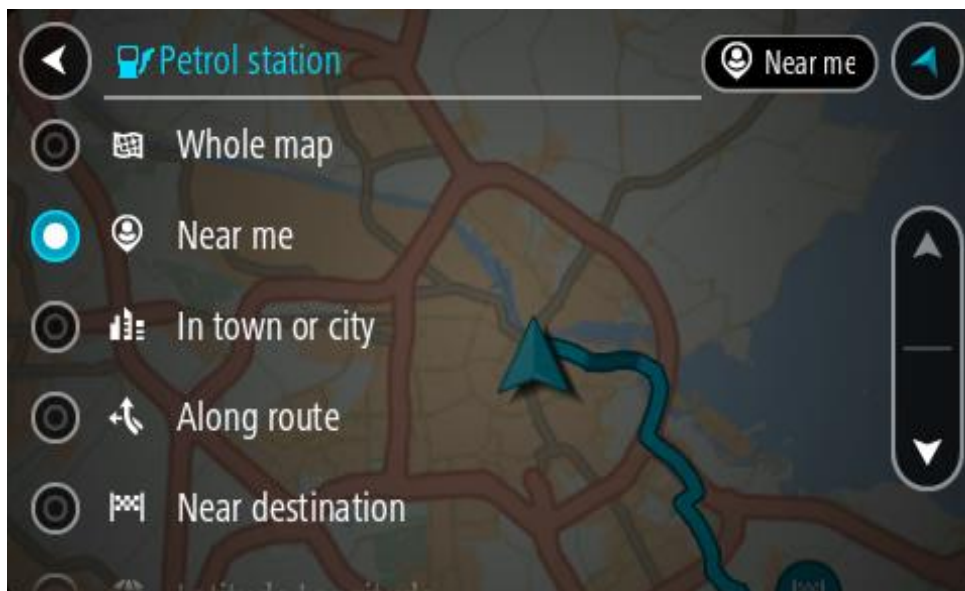 Petrol station
Near me
Whole map
Near me
In town or city
Along route
Near destination